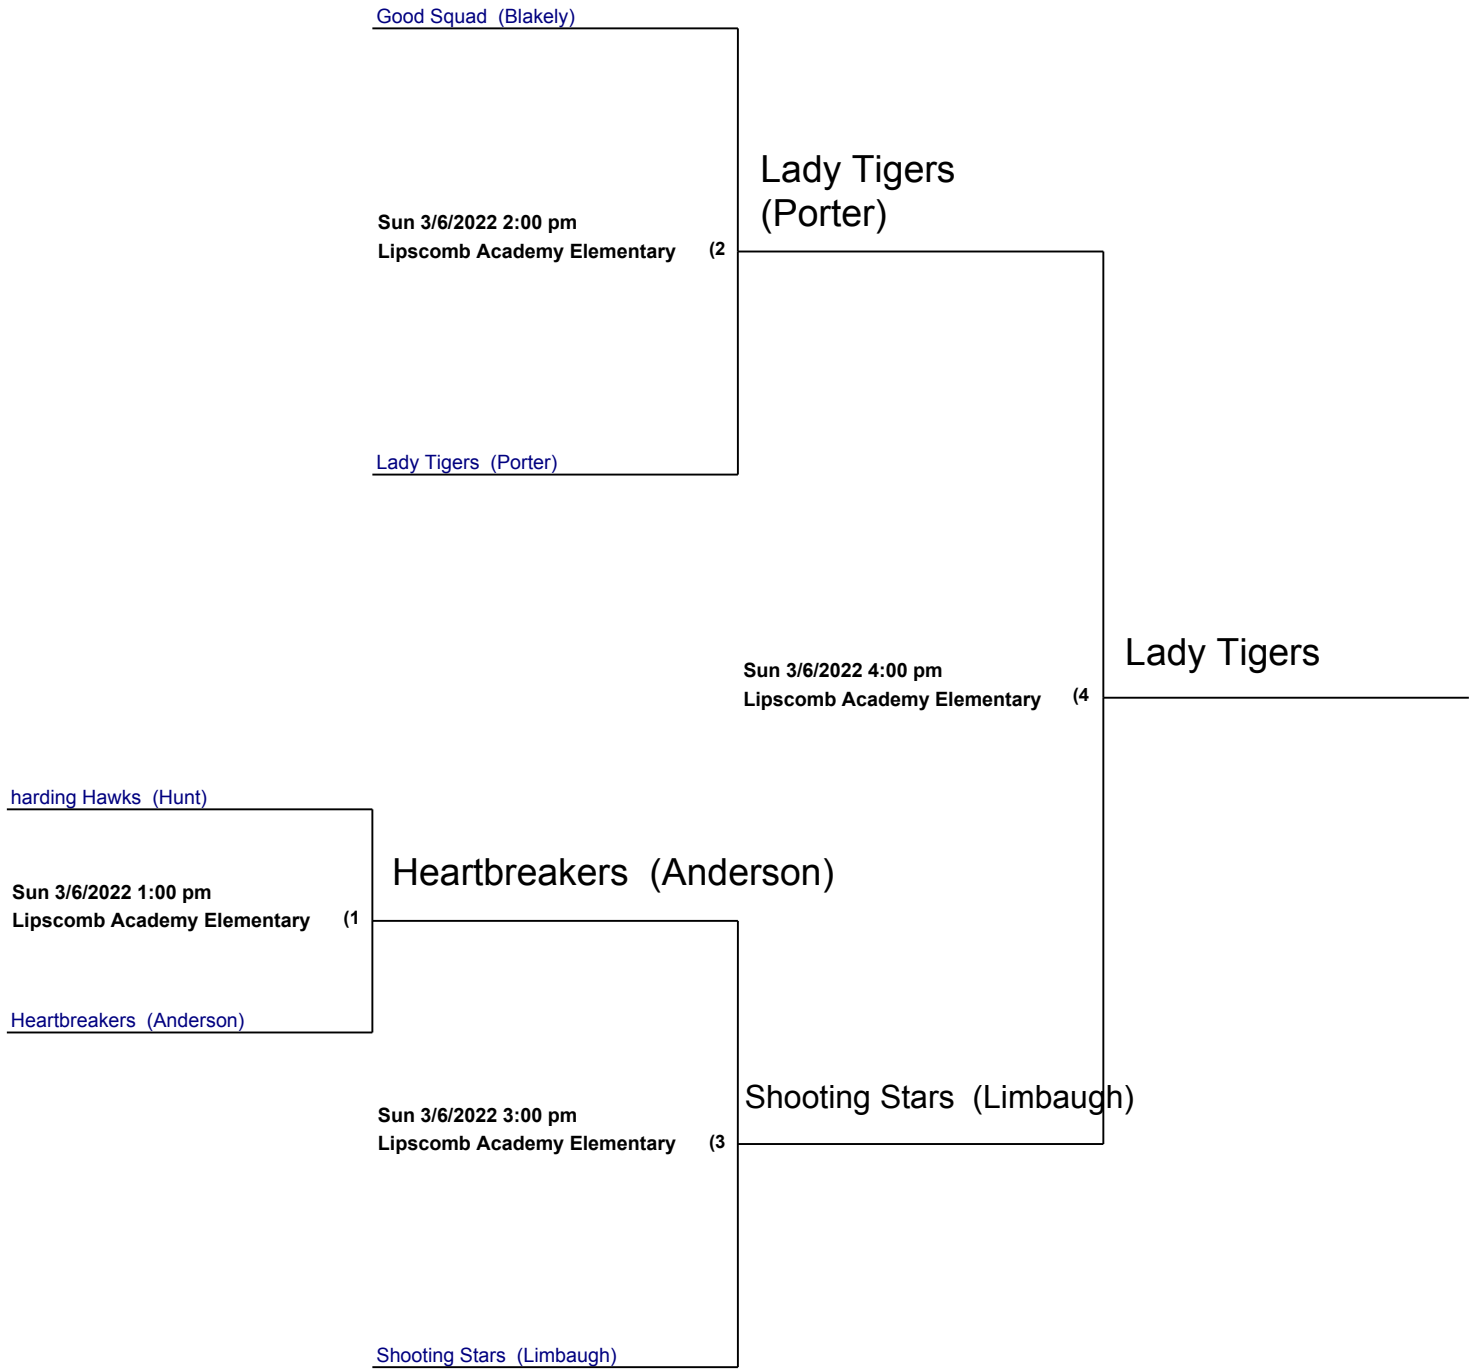 Good Squad  (Blakely)
Lady Tigers
(Porter)
Sun 3/6/2022 2:00 pm
Lipscomb Academy Elementary (2
Lady Tigers  (Porter)
Lady Tigers
Sun 3/6/2022 4:00 pm
Lipscomb Academy Elementary (4
harding Hawks  (Hunt)
Heartbreakers  (Anderson)
Sun 3/6/2022 1:00 pm
Lipscomb Academy Elementary (1
Heartbreakers  (Anderson)
Shooting Stars  (Limbaugh)
Sun 3/6/2022 3:00 pm
Lipscomb Academy Elementary (3
Shooting Stars  (Limbaugh)